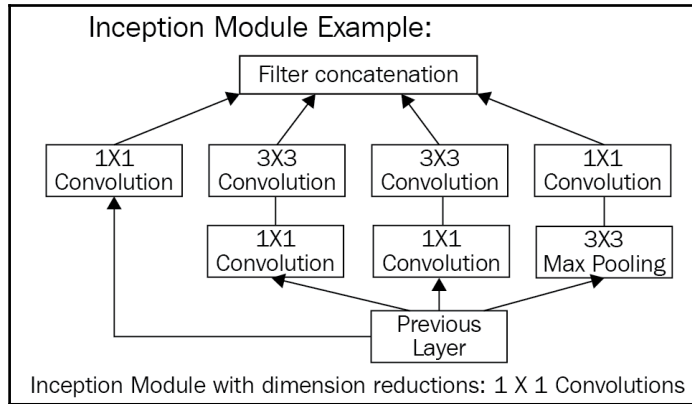 Inception Module Example:
Filter concatenation
1X1
Convolution
3X3
Convolution
3X3
Convolution
1X1
Convolution
1X1
Convolution
1X1
Convolution
3X3
Max Pooling
Previous
Layer
Inception Module with dimension reductions: 1 X 1 Convolutions